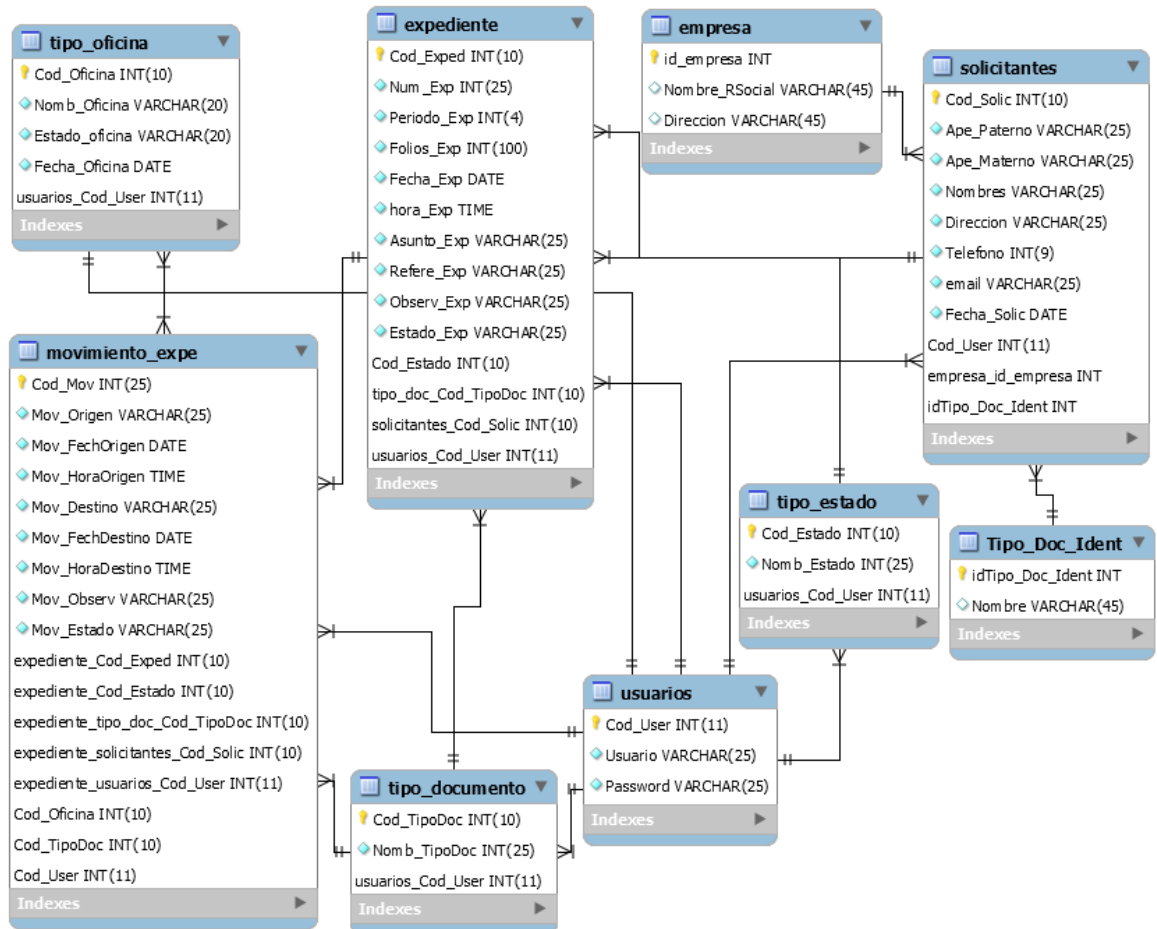 tipo_oficina
Cod_Oficina INT(10)
Nomb_Oficina VARCHAR(20)
Estado_oficina VARCHAR(20)
Fecha_Oficina DATE
usuarios_Cod_User INT(11)
Indexes
expediente
Cod_Exped INT(10)
Num_Exp INT(25)
Periodo_Exp INT(4)
Folios_Exp INT(100)
Fecha_Exp DATE
hora_Exp TIME
Asunto_Exp VARCHAR(25)
Refere_Exp VARCHAR(25)
Observ_Exp VARCHAR(25)
Estado_Exp VARCHAR(25)
Cod_Estado INT(10)
tipo_doc_Cod_TipoDoc INT(10)
solicitantes_Cod_Solic INT(10)
usuarios_Cod_User INT(11)
Indexes
empresa
id_empresa INT
Nombre_RSocial VARCHAR(45)
Direccion VARCHAR(45)
Indexes
solicitantes
Cod_Solic INT(10)
Ape_Paterno VARCHAR(25)
Ape_Materno VARCHAR(25)
Nombres VARCHAR(25)
Direccion VARCHAR(25)
Telefono INT(9)
email VARCHAR(25)
Fecha_Solic DATE
Cod_User INT(11)
empresa_id_empresa INT
idTipo_Doc_Ident INT
Indexes
movimiento_expe
Cod_Mov INT(25)
Mov_Origen VARCHAR(25)
Mov_FechOrigen DATE
Mov_HoraOrigen TIME
Mov_Destino VARCHAR(25)
Mov_FechDestino DATE
Mov_HoraDestino TIME
Mov_Observ VARCHAR(25)
Mov_Estado VARCHAR(25)
expediente_Cod_Exped INT(10)
expediente_Cod_Estado INT(10)
expediente_tipo_doc_Cod_TipoDoc INT(10)
expediente_solicitantes_Cod_Solic INT(10)
expediente_usuarios_Cod_User INT(11)
Cod_Oficina INT(10)
Cod_TipoDoc INT(10)
Cod_User INT(11)
Indexes
tipo_estado
Cod_Estado INT(10)
Nomb_Estado INT(25)
usuarios_Cod_User INT(11)
Indexes
Tipo_Doc_Ident
idTipo_Doc_Ident INT
Nombre VARCHAR(45)
Indexes
usuarios
Cod_User INT(11)
Usuario VARCHAR(25)
Password VARCHAR(25)
Indexes
tipo_documento
Cod_TipoDoc INT(10)
Nomb_TipoDoc INT(25)
usuarios_Cod_User INT(11)
Indexes